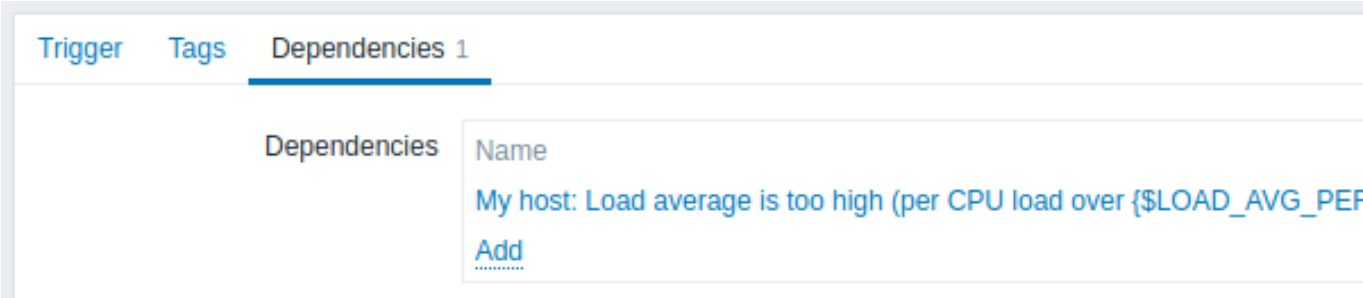 Trigger Tags Dependencies 1
Dependencies Name
My host: Load average is too high (per CPU load over {$LOAD_AVG_PER
Add